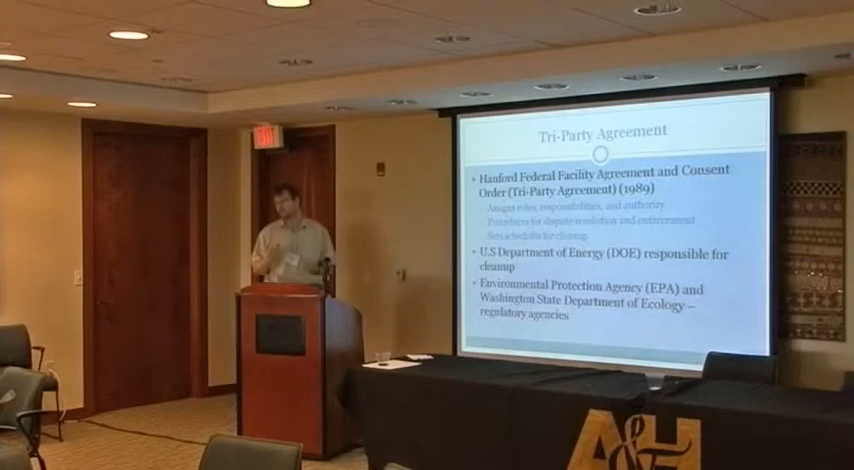 EXIT
Tri-Party Agreement
Hanford Federal Facility Agreement and Consent
Order (Tri-Party Agreement) (1989)
Assigns roles, responsibilities, and authority
Procedures for dispute resolution and enforcement
Sets schedules for cleanup
U.S Department of Energy (DOE) responsible for
cleanup
Environmental Protection Agency (EPA) and
Washington State Department of Ecology –
regulatory agencies
A&H